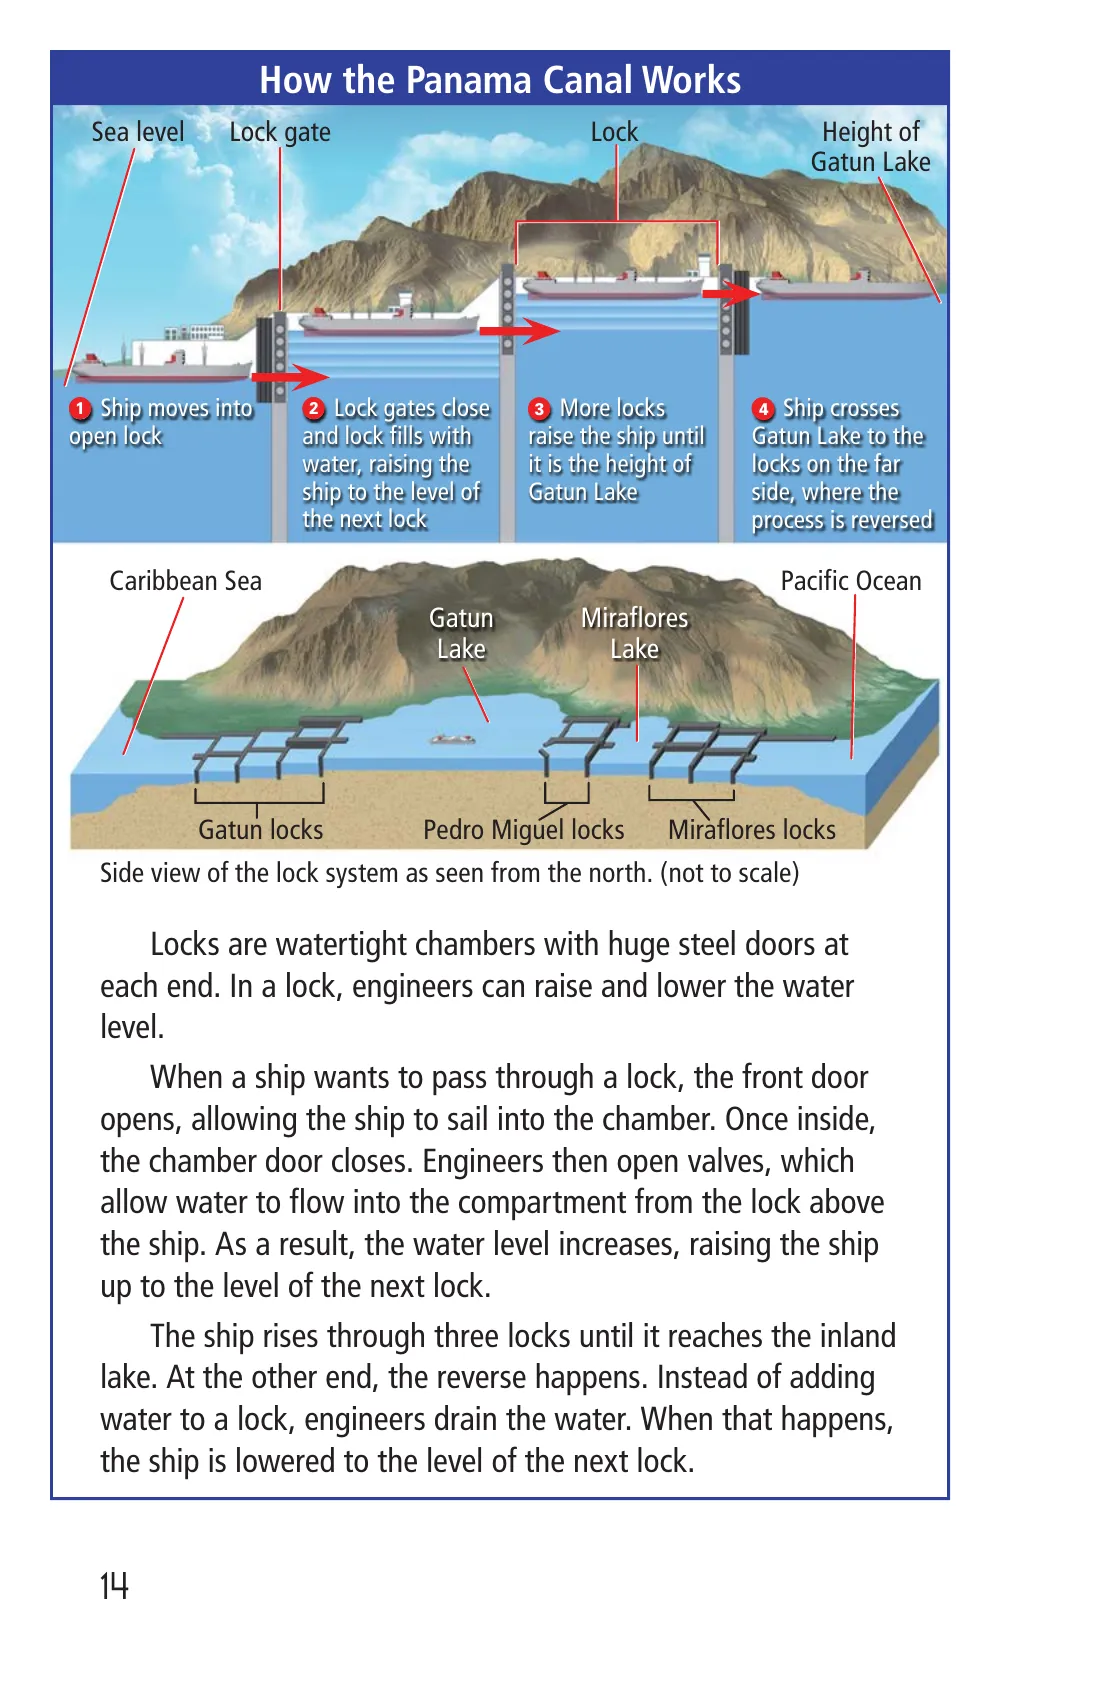 How the Panama Canal Works
Sea level
Lock gate
Lock
Height of
Gatun Lake
1 Ship moves into
open lock
2 Lock gates close
and lock fills with
water, raising the
ship to the level of
the next lock
3 More locks
raise the ship until
it is the height of
Gatun Lake
4 Ship crosses
Gatun Lake to the
locks on the far
side, where the
process is reversed
Caribbean Sea
Gatun
Lake
Miraflores
Lake
Pacific Ocean
Gatun locks
Pedro Miguel locks
Miraflores locks
Side view of the lock system as seen from the north. (not to scale)
Locks are watertight chambers with huge steel doors at
each end. In a lock, engineers can raise and lower the water
level.
When a ship wants to pass through a lock, the front door
opens, allowing the ship to sail into the chamber. Once inside,
the chamber door closes. Engineers then open valves, which
allow water to flow into the compartment from the lock above
the ship. As a result, the water level increases, raising the ship
up to the level of the next lock.
The ship rises through three locks until it reaches the inland
lake. At the other end, the reverse happens. Instead of adding
water to a lock, engineers drain the water. When that happens,
the ship is lowered to the level of the next lock.
14